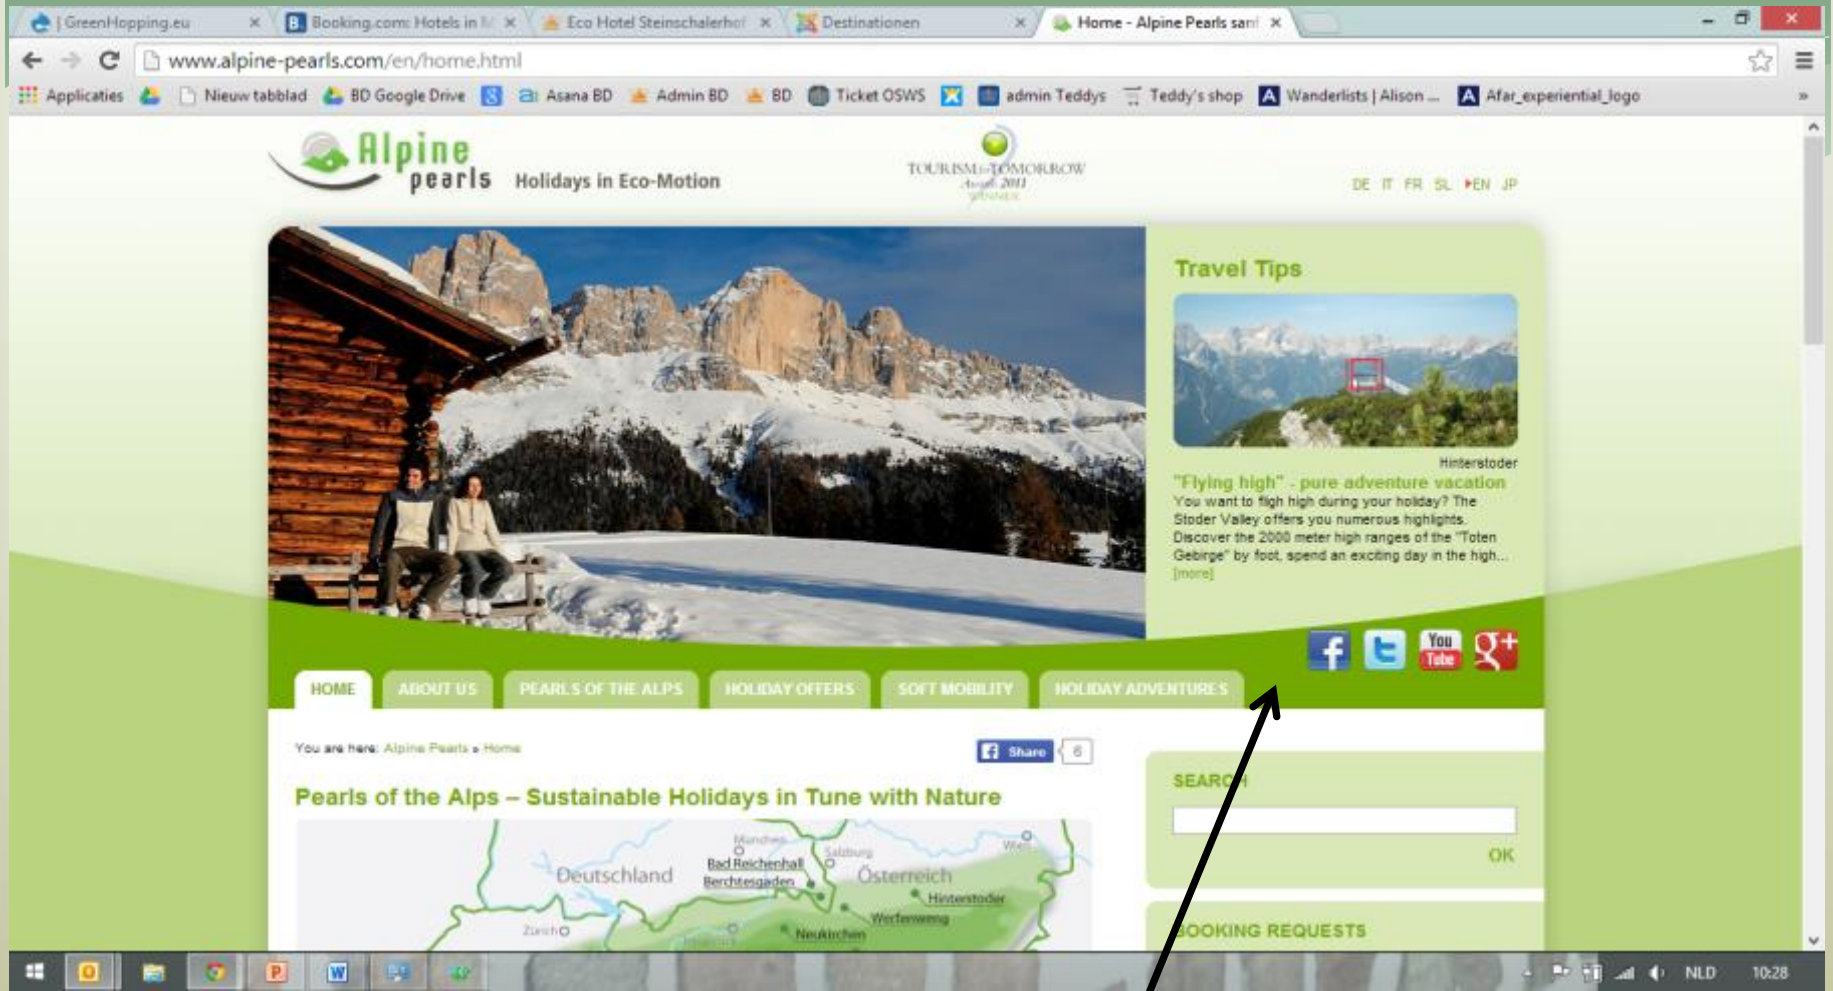 | GreenHopping.eu
Booking.com: Hotels in
Eco Hotel Steinschalerhof
Destinationen
Home - Alpine Pearls sanf
www.alpine-pearls.com/en/home.html
Applicaties
Nieuw tabblad
BD Google Drive
Asana BD
Admin BD
BD
Ticket OSWS
admin Teddys
Teddy's shop
Wanderlists | Alison ...
Afar_experiential_logo
Alpine
pearls
Holidays in Eco-Motion
TOURISM for TOMORROW
Awards 2011
WINNER
DE IT FR SL EN JP
Travel Tips
Hinterstoder
"Flying high" - pure adventure vacation
You want to fligh high during your holiday? The
Stoder Valley offers you numerous highlights.
Discover the 2000 meter high ranges of the "Toten
Gebirge" by foot, spend an exciting day in the high...
[more]
You
Tube
HOME
ABOUT US
PEARLS OF THE ALPS
HOLIDAY OFFERS
SOFT MOBILITY
HOLIDAY ADVENTURES
You are here: Alpine Pearls » Home
Share 6
Pearls of the Alps – Sustainable Holidays in Tune with Nature
SEARCH
OK
BOOKING REQUESTS
München
Salzburg
Wien
Bad Reichenhall
Deutschland
Berchtesgaden
Österreich
Hinterstoder
Werfenweng
Zürich
Neukirchen
NLD
10:28